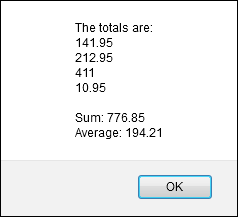 The totals are:
141.95
212.95
411
10.95
Sum: 776.85
Average: 194.21
OK